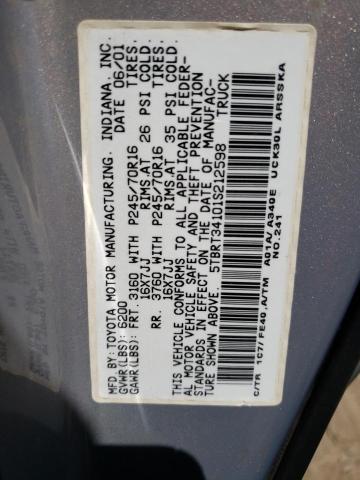 MFD.BY:TOYOTA MOTOR MANUFACTURING. INDIANA. INC.
GVWR(LBS): 6200 DATE 06/01
GAWR(LBS): FRT. 3160 WITH P245/70R16 TIRES.
16X7JJ RIMS.AT 26 PSI COLD.
RR. 3760 WITH P245/70R16 TIRES.
16X7JJ RIMS.AT 35 PSI COLD.
THIS VEHICLE CONFORMS TO ALL APPLICABLE FEDER-
AL MOTOR VEHICLE SAFETY AND THEFT PREVENTION
STANDARDS IN EFFECT ON THE DATE OF MANUFAC-
TURE SHOWN ABOVE. 5TBRT34101S212598 TRUCK
C/TR 1C7/FE40,A/TM A01A/A340E UCK30L ARSSKA
NO.241